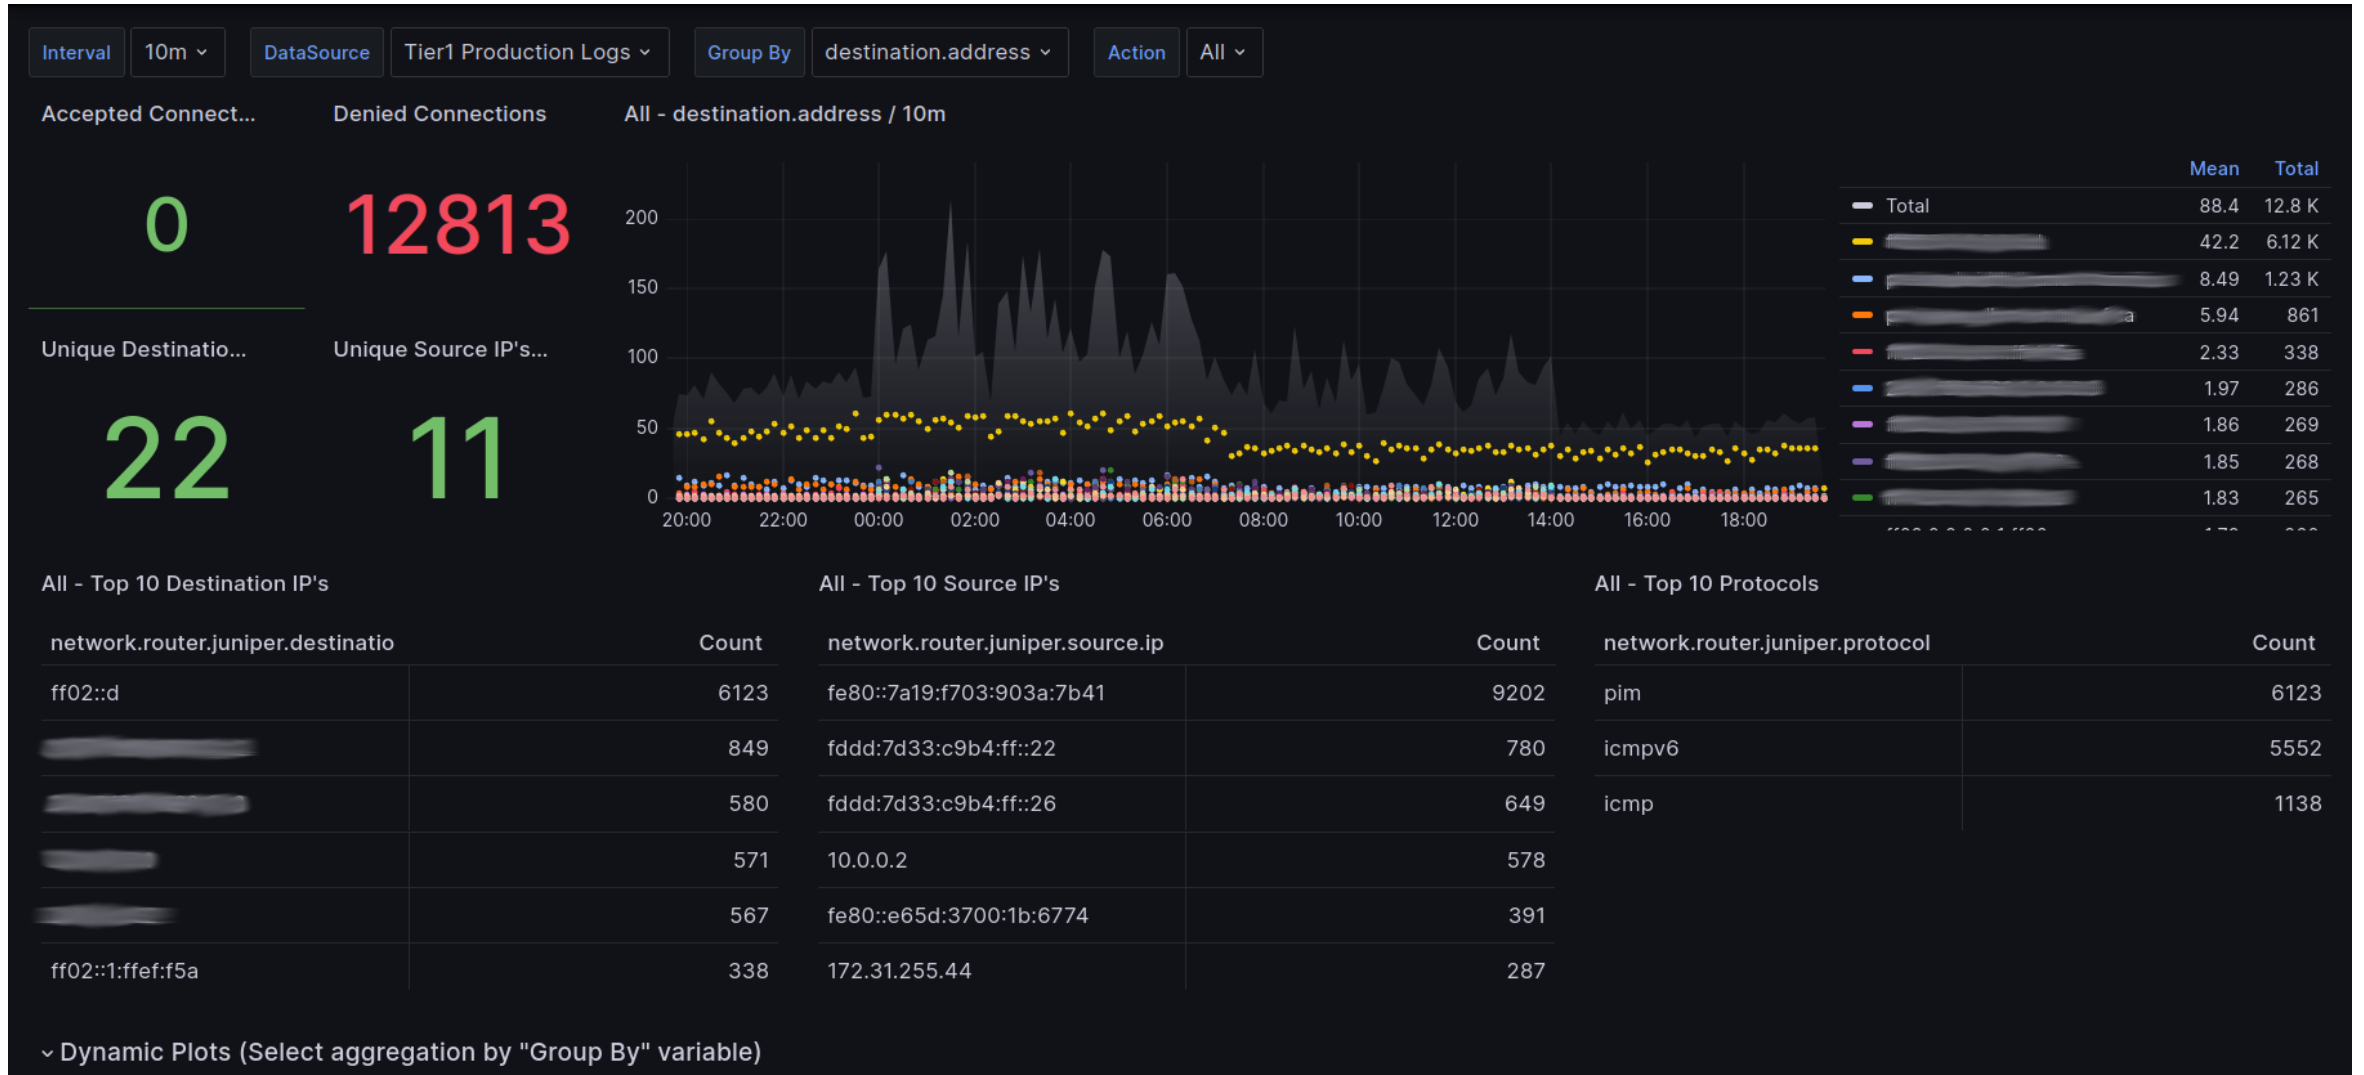 Interval 10m DataSource Tier1 Production Logs Group By destination.address Action All
Accepted Connect... Denied Connections All - destination.address / 10m
0 12813
Unique Destinatio... Unique Source IP's...
22 11
200
150
100
50
0
20:00 22:00 00:00 02:00 04:00 06:00 08:00 10:00 12:00 14:00 16:00 18:00
Mean Total
Total 88.4 12.8 K
42.2 6.12 K
8.49 1.23 K
5.94 861
2.33 338
1.97 286
1.86 269
1.85 268
1.83 265
All - Top 10 Destination IP's
network.router.juniper.destinatio Count
ff02::d 6123
849
580
571
567
ff02::1:ffef:f5a 338
All - Top 10 Source IP's
network.router.juniper.source.ip Count
fe80::7a19:f703:903a:7b41 9202
fddd:7d33:c9b4:ff::22 780
fddd:7d33:c9b4:ff::26 649
10.0.0.2 578
fe80::e65d:3700:1b:6774 391
172.31.255.44 287
All - Top 10 Protocols
network.router.juniper.protocol Count
pim 6123
icmpv6 5552
icmp 1138
Dynamic Plots (Select aggregation by "Group By" variable)